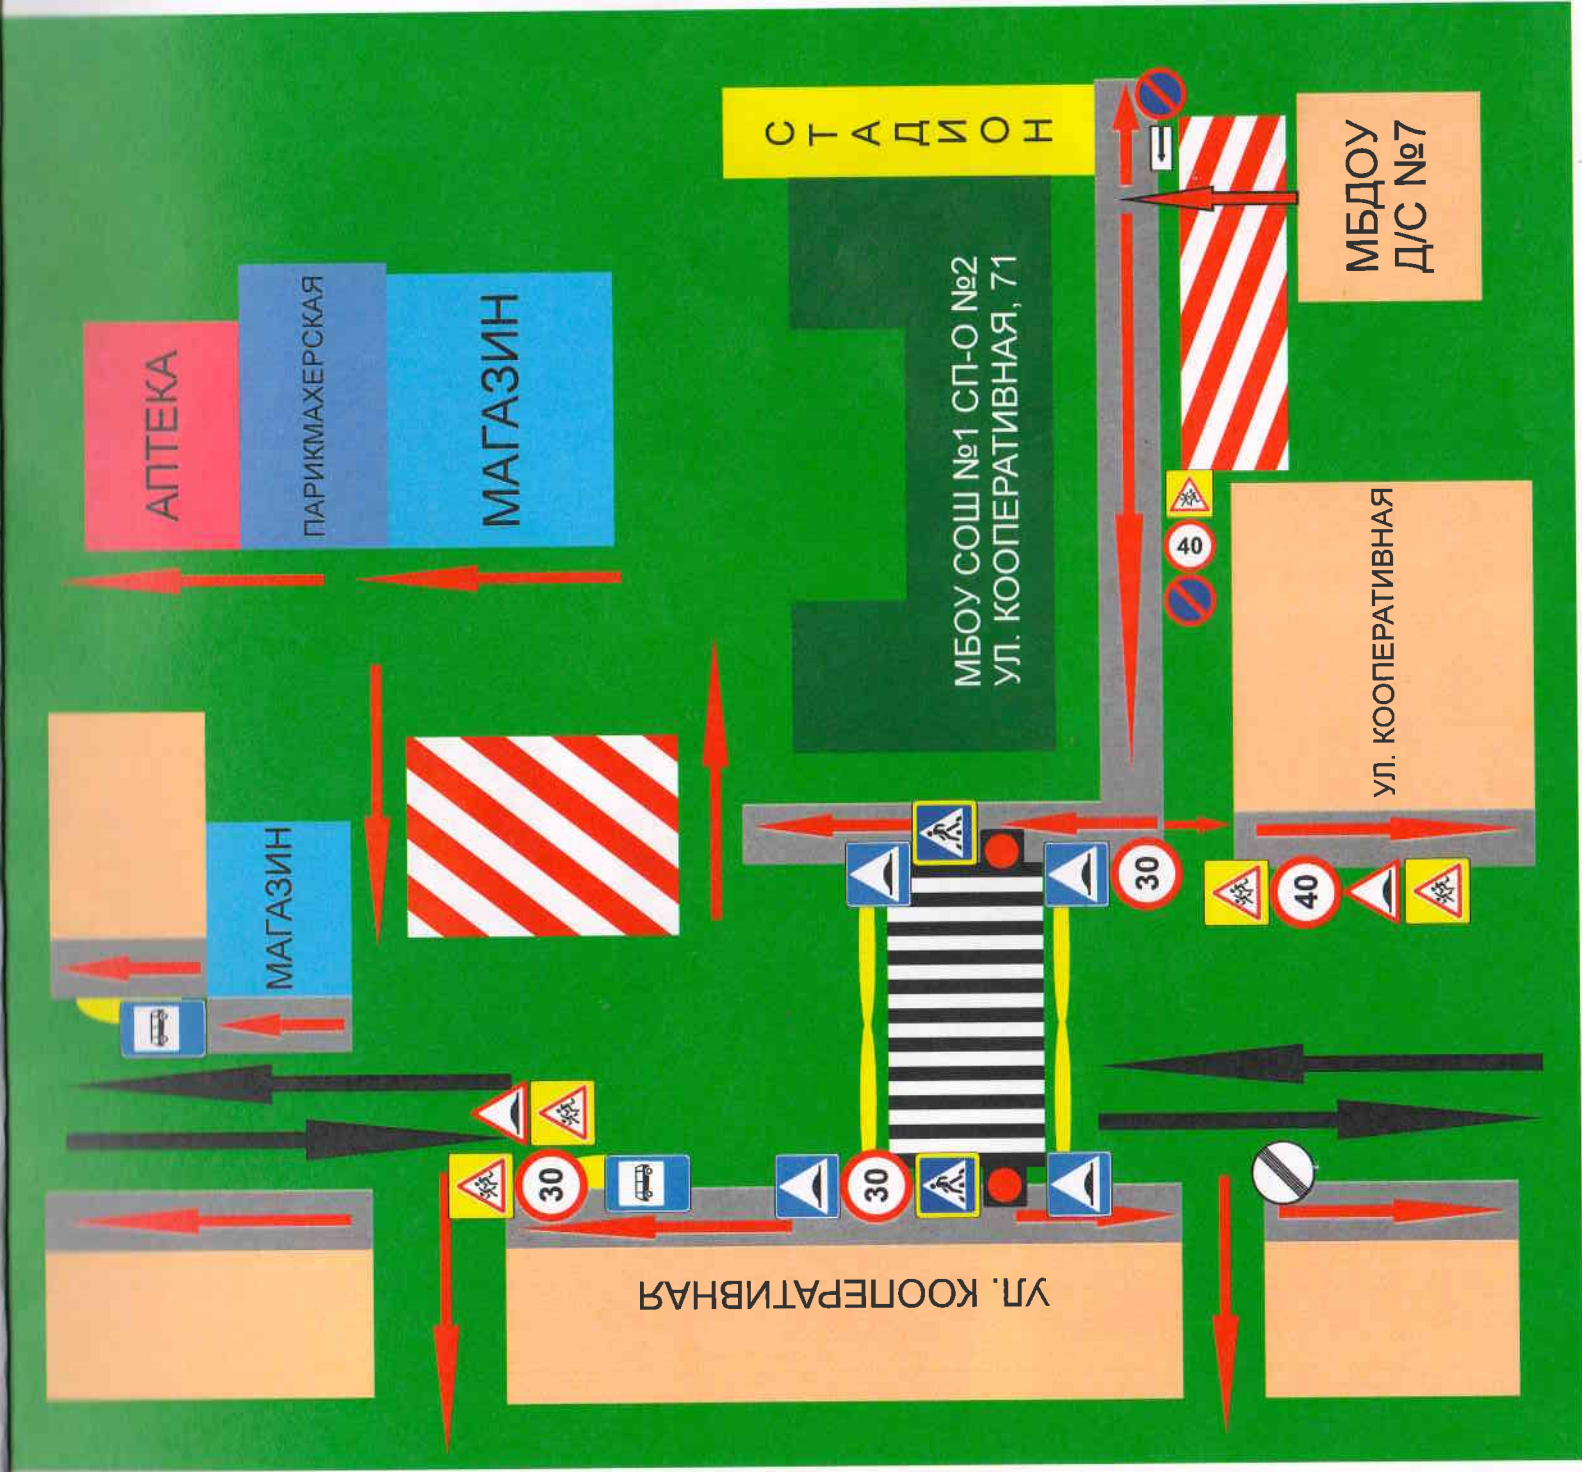 АПТЕКА
ПАРИКМАХЕРСКАЯ
МАГАЗИН
СТАДИОН
МБОУ СОШ №1 СП-О №2
УЛ. КООПЕРАТИВНАЯ, 71
МБДОУ
Д/С №7
40
УЛ. КООПЕРАТИВНАЯ
МАГАЗИН
30
40
30
30
УЛ. КООПЕРАТИВНАЯ